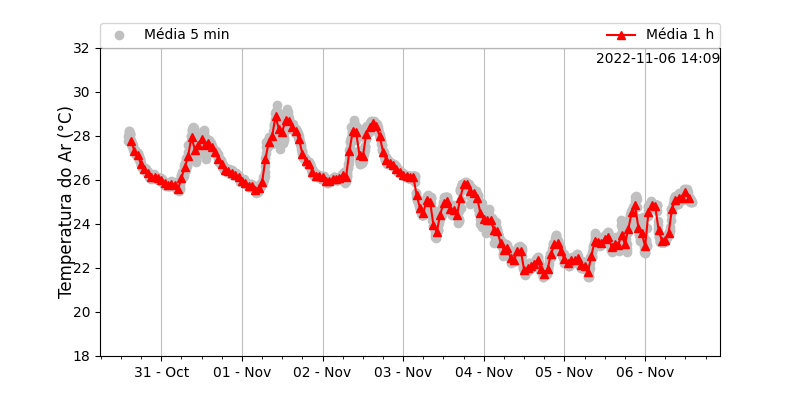 Média 5 min
Média 1 h
2022-11-06 14:09
Temperatura do Ar (°C)
32
30
28
26
24
22
20
18
31 - Oct
01 - Nov
02 - Nov
03 - Nov
04 - Nov
05 - Nov
06 - Nov